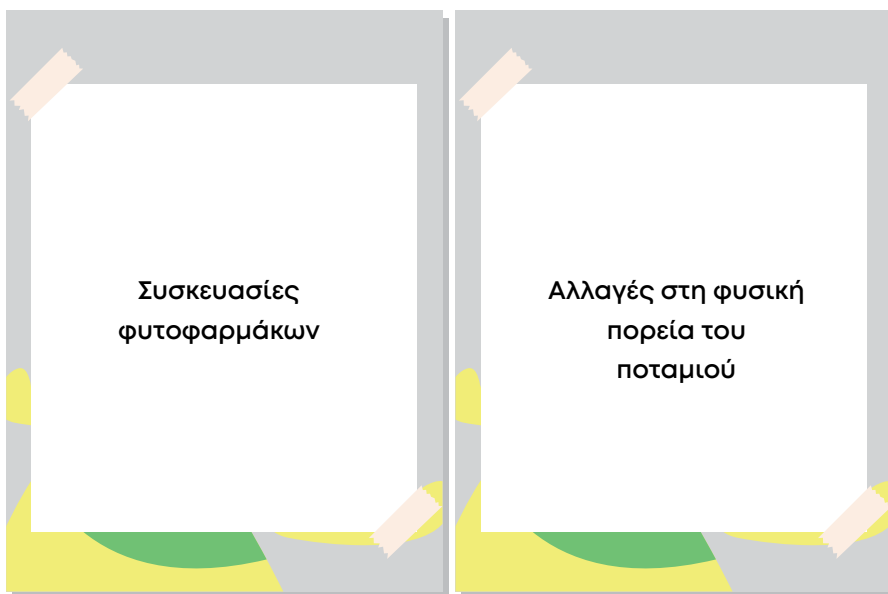 Συσκευασίες
φυτοφαρμάκων
Αλλαγές στη φυσική
πορεία του
ποταμιού